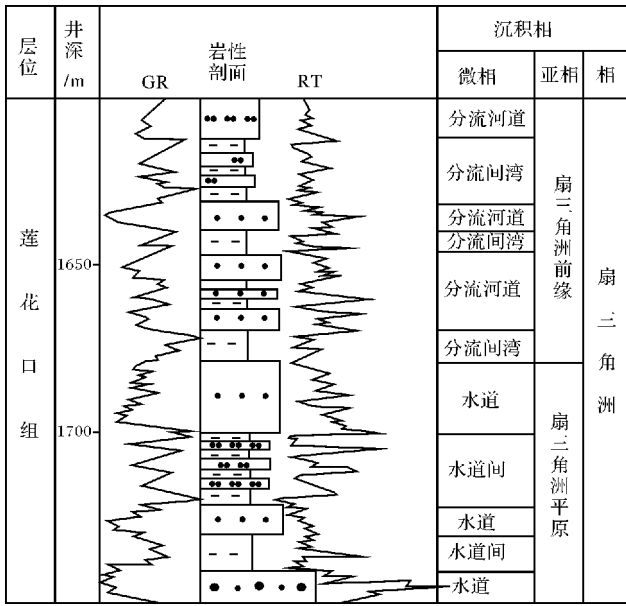 层位
井深/m
GR
岩性剖面
RT
沉积相
微相
亚相
相
莲花口组
1650
1700
分流河道
分流间湾
分流河道
分流间湾
分流河道
分流间湾
水道
水道间
水道
水道间
水道
扇三角洲前缘
扇三角洲平原
扇三角洲